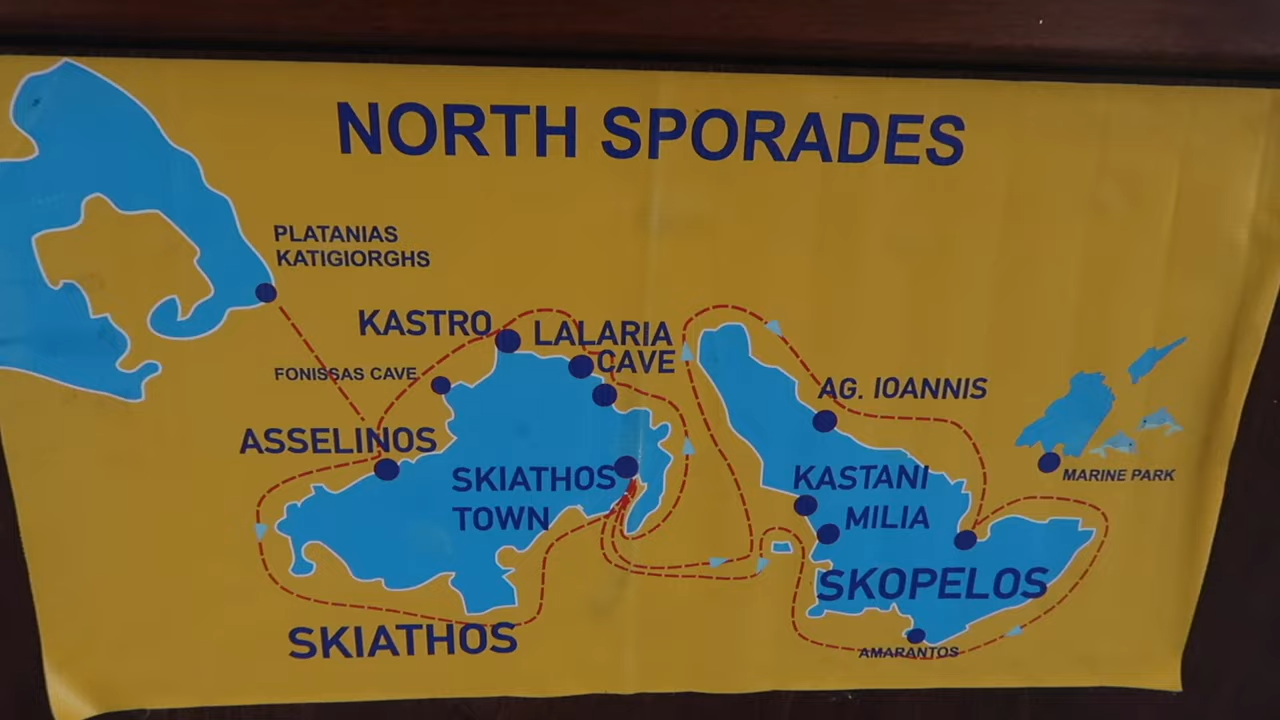 NORTH SPORADES
PLATANIAS
KATIGIORGHS
KASTRO
LALARIA
CAVE
FONISSAS CAVE
ASSELINOS
SKIATHOS
TOWN
SKIATHOS
AG. IOANNIS
KASTANI
MILIA
MARINE PARK
SKOPELOS
AMARANTOS